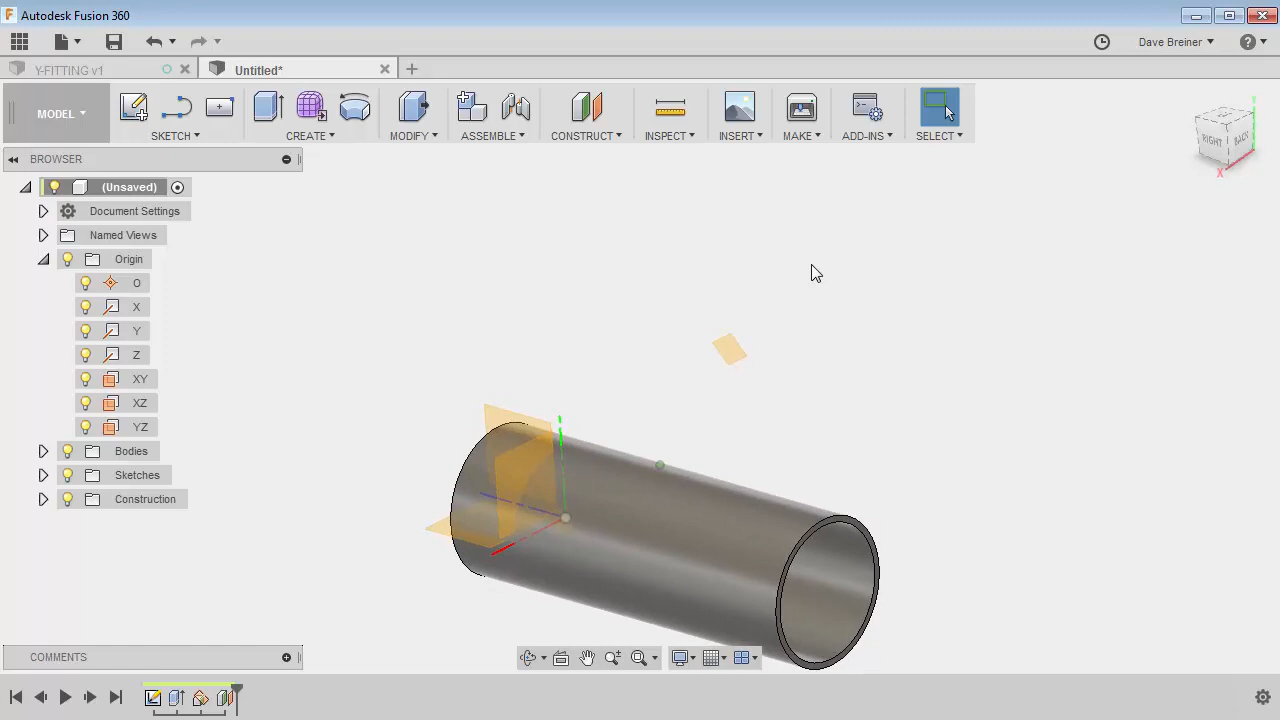 Autodesk Fusion 360
Dave Breiner
Y-FITTING v1
Untitled*
MODEL
SKETCH
CREATE
MODIFY
ASSEMBLE
CONSTRUCT
INSPECT
INSERT
MAKE
ADD-INS
SELECT
BROWSER
(Unsaved)
Document Settings
Named Views
Origin
O
X
Y
Z
XY
XZ
YZ
Bodies
Sketches
Construction
RIGHT
BACK
X
COMMENTS